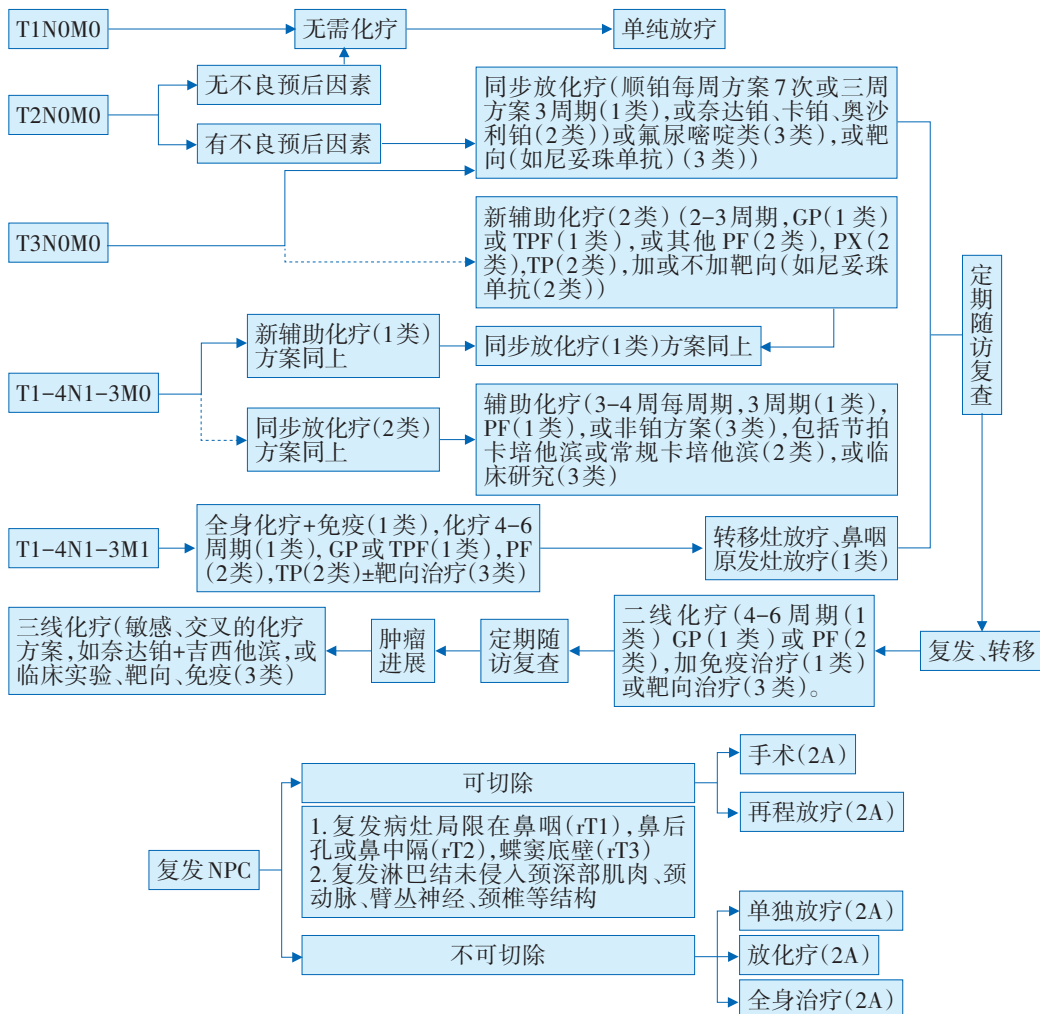 T1N0M0
无需化疗
单纯放疗
T2N0M0
无不良预后因素
有不良预后因素
同步放化疗(顺铂每周方案7次或三周
方案3周期(1类),或奈达铂、卡铂、奥沙
利铂(2类))或氟尿嘧啶类(3类),或靶
向(如尼妥珠单抗)(3类))
T3N0M0
新辅助化疗(2类)(2-3周期,GP(1类)
或TPF(1类),或其他PF(2类), PX(2
类),TP(2类),加或不加靶向(如尼妥珠
单抗(2类))
定
期
随
访
复
查
T1-4N1-3M0
新辅助化疗(1类)
方案同上
同步放化疗(1类)方案同上
同步放化疗(2类)
方案同上
辅助化疗(3-4周每周期,3周期(1类),
PF(1类),或非铂方案(3类),包括节拍
卡培他滨或常规卡培他滨(2类),或临
床研究(3类)
T1-4N1-3M1
全身化疗+免疫(1类),化疗4-6
周期(1类), GP或TPF(1类),PF
(2类),TP(2类)±靶向治疗(3类)
转移灶放疗、鼻咽
原发灶放疗(1类)
复发、转移
二线化疗(4-6周期(1
类) GP(1类)或PF(2
类),加免疫治疗(1类)
或靶向治疗(3类)。
定期随
访复查
肿瘤
进展
三线化疗(敏感、交叉的化疗
方案,如奈达铂+吉西他滨,或
临床实验、靶向、免疫(3类)
复发NPC
可切除
1.复发病灶局限在鼻咽(rT1),鼻后
孔或鼻中隔(rT2),蝶窦底壁(rT3)
2.复发淋巴结未侵入颈深部肌肉、颈
动脉、臂丛神经、颈椎等结构
不可切除
手术(2A)
再程放疗(2A)
单独放疗(2A)
放化疗(2A)
全身治疗(2A)